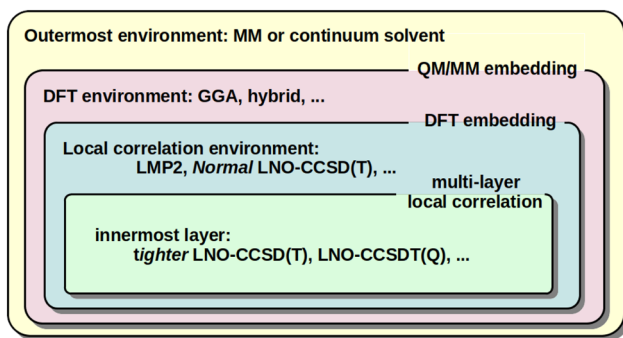 Outermost environment: MM or continuum solvent
QM/MM embedding
DFT environment: GGA, hybrid, ...
DFT embedding
Local correlation environment:
LMP2, Normal LNO-CCSD(T), ...
multi-layer
local correlation
innermost layer:
tighter LNO-CCSD(T), LNO-CCSDT(Q), ...